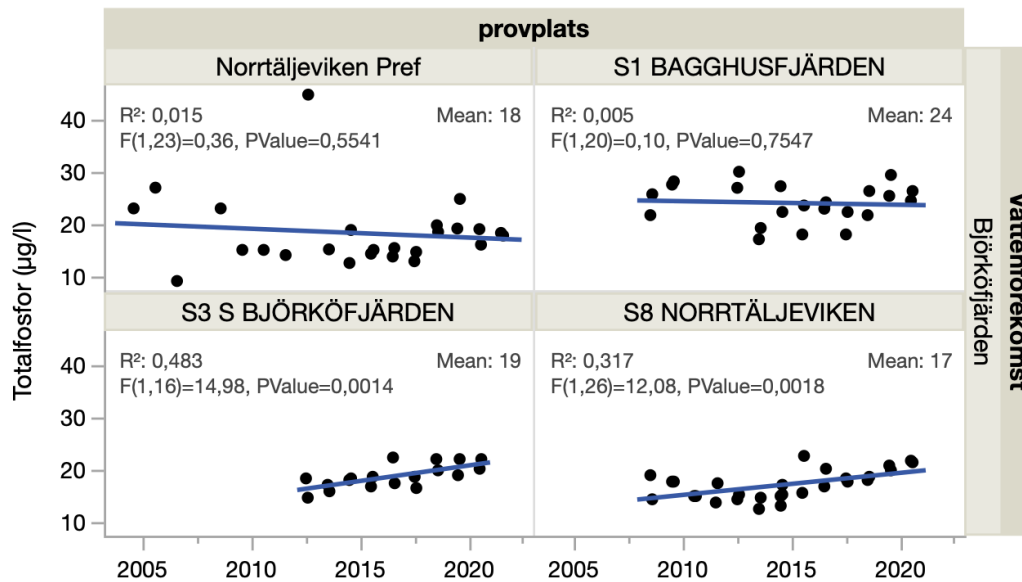 provplats
Norrtäljeviken Pref
S1 BAGGHUSFJÄRDEN
R²: 0,015
Mean: 18
F(1,23)=0,36, PValue=0,5541
R²: 0,005
Mean: 24
F(1,20)=0,10, PValue=0,7547
40
30
20
10
S3 S BJÖRKÖFJÄRDEN
S8 NORRTÄLJEVIKEN
R²: 0,483
Mean: 19
F(1,16)=14,98, PValue=0,0014
R²: 0,317
Mean: 17
F(1,26)=12,08, PValue=0,0018
40
30
20
10
2005 2010 2015 2020
2005 2010 2015 2020
Totalfosfor (µg/l)
Björköfjärden
Vattenförekomst